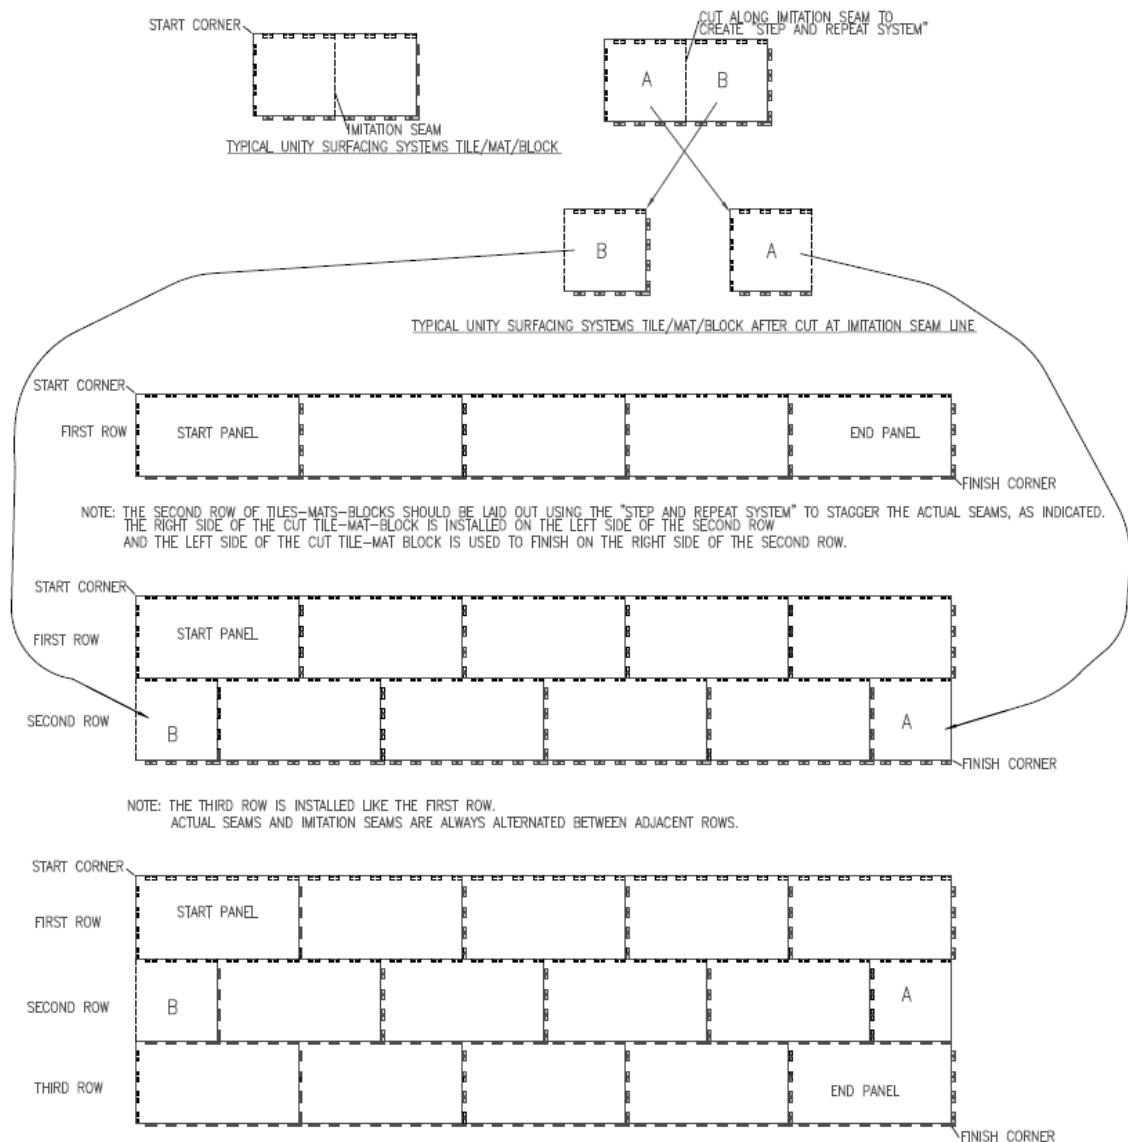 START CORNER
CUT ALONG IMITATION SEAM TO
CREATE "STEP AND REPEAT SYSTEM"
A
B
IMITATION SEAM
TYPICAL UNITY SURFACING SYSTEMS TILE/MAT/BLOCK
B
A
TYPICAL UNITY SURFACING SYSTEMS TILE/MAT/BLOCK AFTER CUT AT IMITATION SEAM LINE
START CORNER
FIRST ROW
START PANEL
END PANEL
FINISH CORNER
NOTE: THE SECOND ROW OF TILES-MATS-BLOCKS SHOULD BE LAID OUT USING THE "STEP AND REPEAT SYSTEM" TO STAGGER THE ACTUAL SEAMS, AS INDICATED.
THE RIGHT SIDE OF THE CUT TILE-MAT-BLOCK IS INSTALLED ON THE LEFT SIDE OF THE SECOND ROW
AND THE LEFT SIDE OF THE CUT TILE-MAT BLOCK IS USED TO FINISH ON THE RIGHT SIDE OF THE SECOND ROW.
START CORNER
FIRST ROW
START PANEL
SECOND ROW
B
A
FINISH CORNER
NOTE: THE THIRD ROW IS INSTALLED LIKE THE FIRST ROW.
ACTUAL SEAMS AND IMITATION SEAMS ARE ALWAYS ALTERNATED BETWEEN ADJACENT ROWS.
START CORNER
FIRST ROW
START PANEL
SECOND ROW
B
A
THIRD ROW
END PANEL
FINISH CORNER